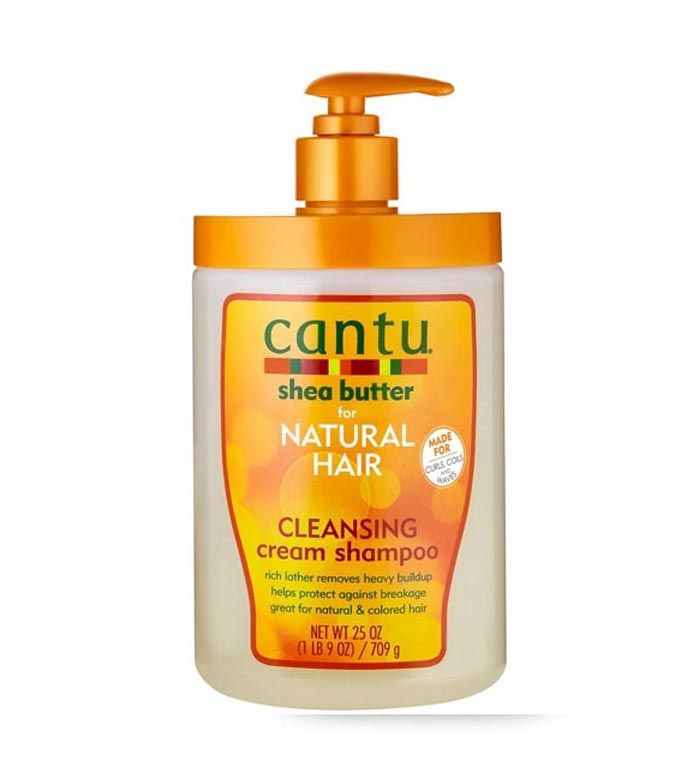 cantu.
shea butter
for
NATURAL
HAIR
MADE
FOR
CURLS, COILS
AND
WAVES
CLEANSING
cream shampoo
rich lather removes heavy buildup
helps protect against breakage
great for natural & colored hair
NET WT 25 OZ
(1 LB 9 OZ) / 709 g